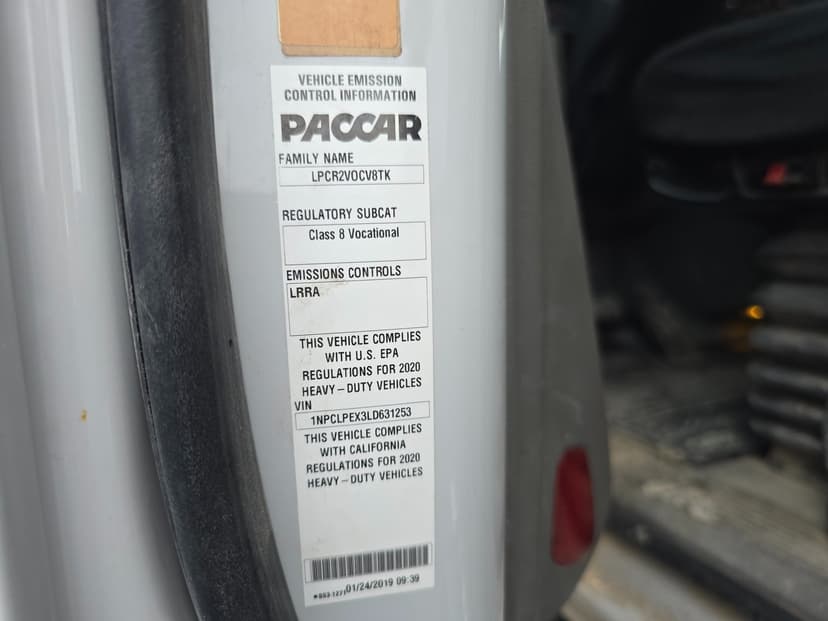 VEHICLE EMISSION
CONTROL INFORMATION
PACCAR
FAMILY NAME
LPCR2VOCV8TK
REGULATORY SUBCAT
Class 8 Vocational
EMISSIONS CONTROLS
LRRA
THIS VEHICLE COMPLIES
WITH U.S. EPA
REGULATIONS FOR 2020
HEAVY–DUTY VEHICLES
VIN
1NPCLPEX3LD631253
THIS VEHICLE COMPLIES
WITH CALIFORNIA
REGULATIONS FOR 2020
HEAVY–DUTY VEHICLES
01/24/2019 09:39